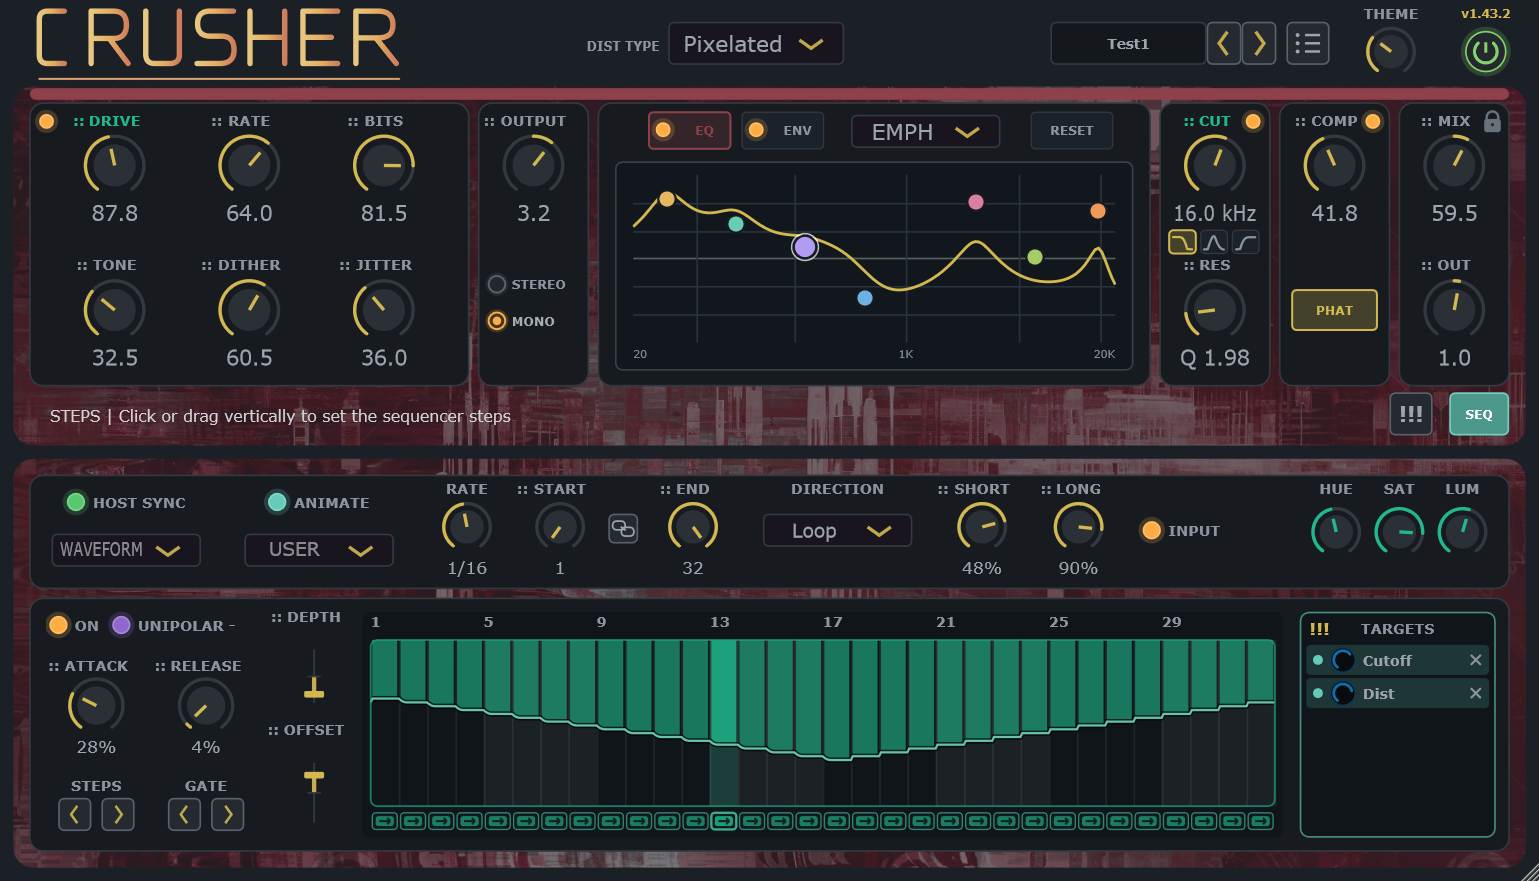 CRUSHER
DIST TYPE Pixelated
Test1
THEME
v1.43.2
:: DRIVE :: RATE :: BITS
87.8 64.0 81.5
:: TONE :: DITHER :: JITTER
32.5 60.5 36.0
:: OUTPUT
3.2
STEREO
MONO
EQ ENV EMPH RESET
20 1K 20K
:: CUT
16.0 kHz
:: RES
Q 1.98
:: COMP
41.8
PHAT
:: MIX
59.5
:: OUT
1.0
STEPS | Click or drag vertically to set the sequencer steps
!!! SEQ
HOST SYNC ANIMATE
WAVEFORM USER
RATE :: START :: END
1/16 1 32
DIRECTION
Loop
:: SHORT :: LONG
48% 90%
INPUT
HUE SAT LUM
ON UNIPOLAR -
:: ATTACK :: RELEASE
28% 4%
STEPS GATE
:: DEPTH
:: OFFSET
1 5 9 13 17 21 25 29
!!! TARGETS
Cutoff ✕
Dist ✕